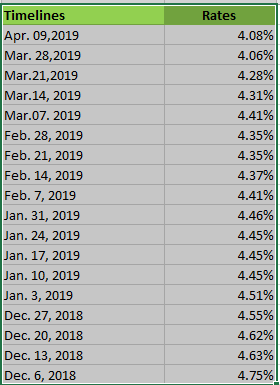 Timelines Rates
Apr. 09,2019 4.08%
Mar. 28,2019 4.06%
Mar.21,2019 4.28%
Mar.14, 2019 4.31%
Mar.07. 2019 4.41%
Feb. 28, 2019 4.35%
Feb. 21, 2019 4.35%
Feb. 14, 2019 4.37%
Feb. 7, 2019 4.41%
Jan. 31, 2019 4.46%
Jan. 24, 2019 4.45%
Jan. 17, 2019 4.45%
Jan. 10, 2019 4.45%
Jan. 3, 2019 4.51%
Dec. 27, 2018 4.55%
Dec. 20, 2018 4.62%
Dec. 13, 2018 4.63%
Dec. 6, 2018 4.75%